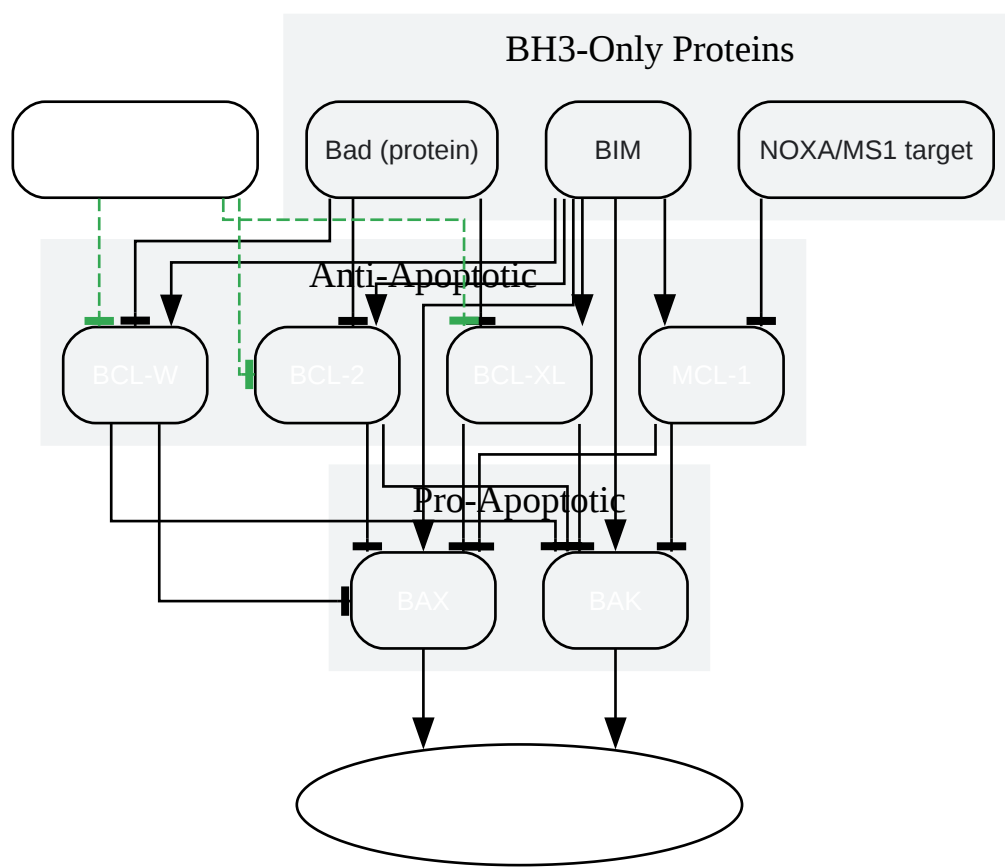 BH3-Only Proteins
Bad (protein)
BIM
NOXA/MS1 target
Anti-Apoptotic
BCL-W
BCL-2
BCL-XL
MCL-1
Pro-Apoptotic
BAX
BAK